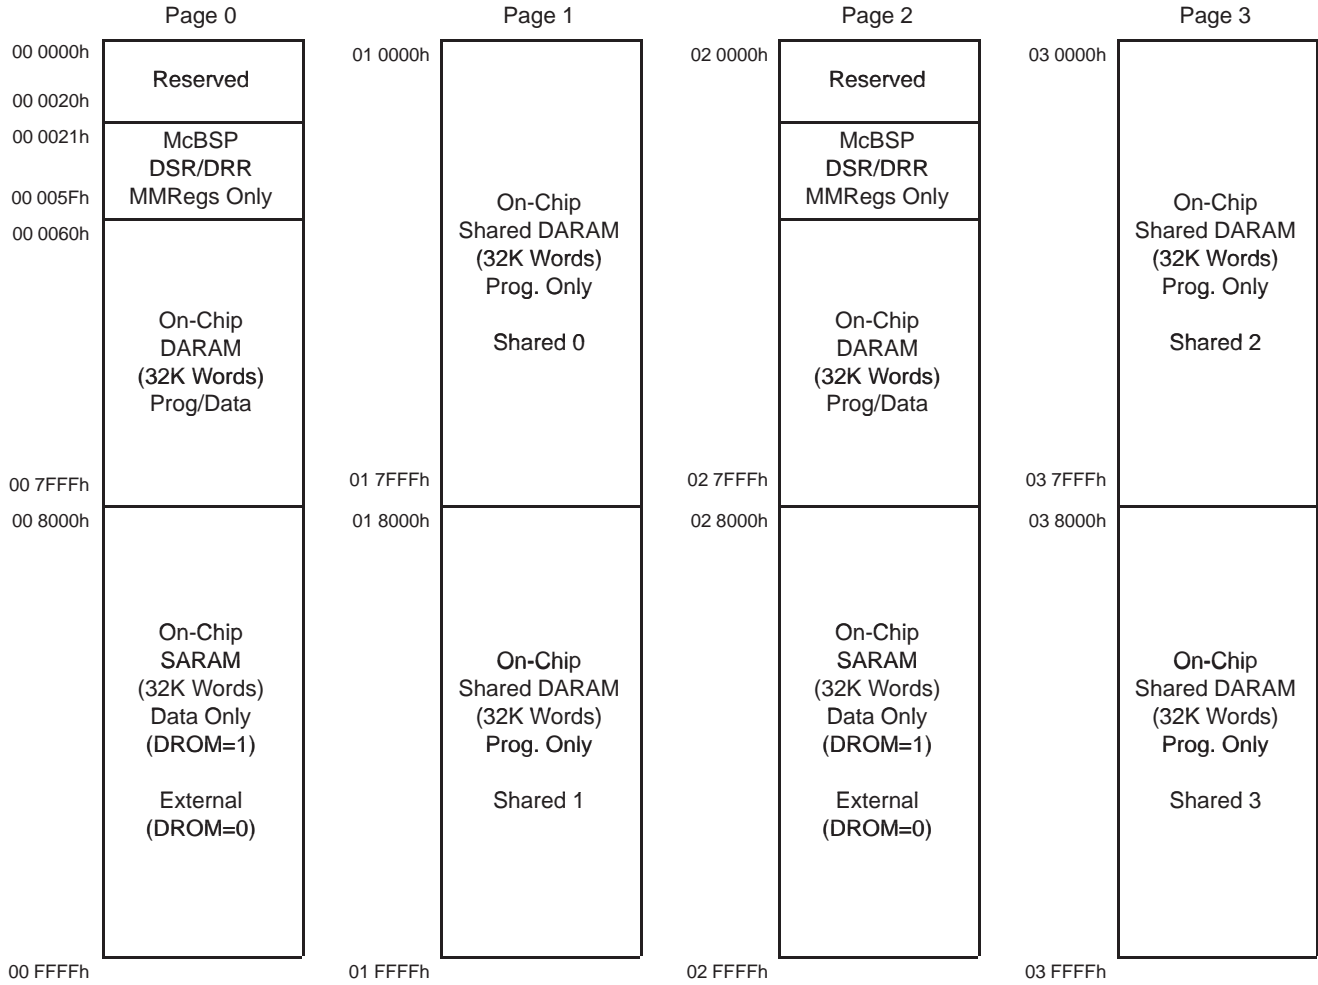 Page 0
00 0000h
Reserved
00 0020h
00 0021h
McBSP
DSR/DRR
MMRegs Only
00 005Fh
00 0060h
On-Chip
DARAM
(32K Words)
Prog/Data
00 7FFFh
00 8000h
On-Chip
SARAM
(32K Words)
Data Only
(DROM=1)
External
(DROM=0)
00 FFFFh
Page 1
01 0000h
On-Chip
Shared DARAM
(32K Words)
Prog. Only
Shared 0
01 7FFFh
01 8000h
On-Chip
Shared DARAM
(32K Words)
Prog. Only
Shared 1
01 FFFFh
Page 2
02 0000h
Reserved
McBSP
DSR/DRR
MMRegs Only
On-Chip
DARAM
(32K Words)
Prog/Data
02 7FFFh
02 8000h
On-Chip
SARAM
(32K Words)
Data Only
(DROM=1)
External
(DROM=0)
02 FFFFh
Page 3
03 0000h
On-Chip
Shared DARAM
(32K Words)
Prog. Only
Shared 2
03 7FFFh
03 8000h
On-Chip
Shared DARAM
(32K Words)
Prog. Only
Shared 3
03 FFFFh